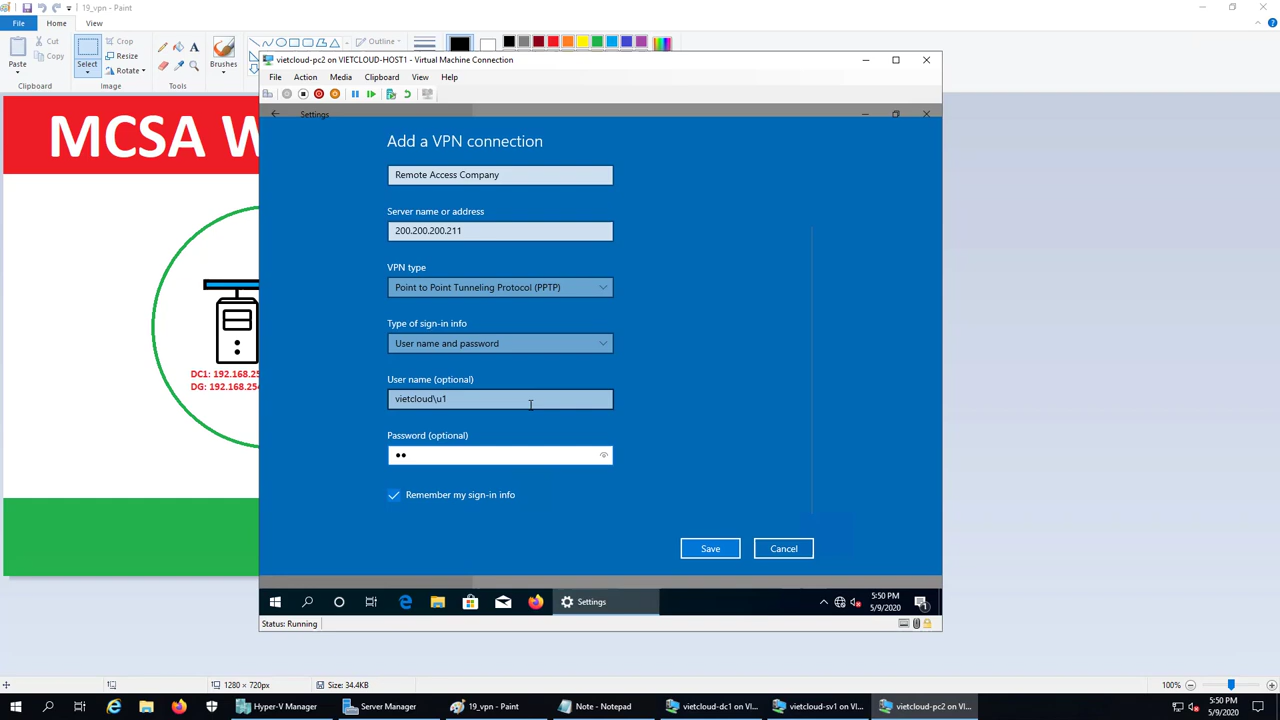 19_vpn - Paint
File
Home
View
Paste
Cut
Copy
Clipboard
Select
Crop
Resize
Rotate
Image
Tools
Brushes
Outline
MCSA W
DC1: 192.168.25
DG: 192.168.254
vietcloud-pc2 on VIETCLOUD-HOST1 - Virtual Machine Connection
File
Action
Media
Clipboard
View
Help
Settings
Add a VPN connection
Remote Access Company
Server name or address
200.200.200.211
VPN type
Point to Point Tunneling Protocol (PPTP)
Type of sign-in info
User name and password
User name (optional)
vietcloud\u1
Password (optional)
••
Remember my sign-in info
Save
Cancel
Settings
5:50 PM
5/9/2020
1
Status: Running
1280 × 720px
Size: 34.4KB
100%
Hyper-V Manager
Server Manager
19_vpn - Paint
Note - Notepad
vietcloud-dc1 on VI...
vietcloud-sv1 on VI...
vietcloud-pc2 on VI...
5:50 PM
5/9/2020